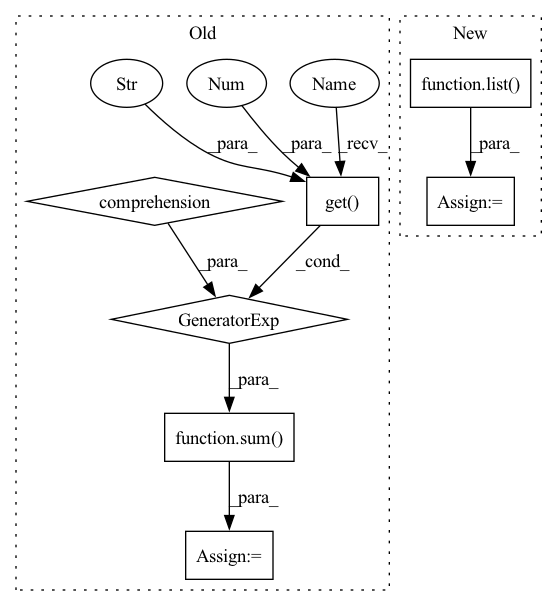 Old
New
Str
Num
Name
function.list()
_para_
_para_
_recv_
_para_
comprehension
get()
Assign:=
_para_
_cond_
GeneratorExp
_para_
function.sum()
_para_
Assign:=